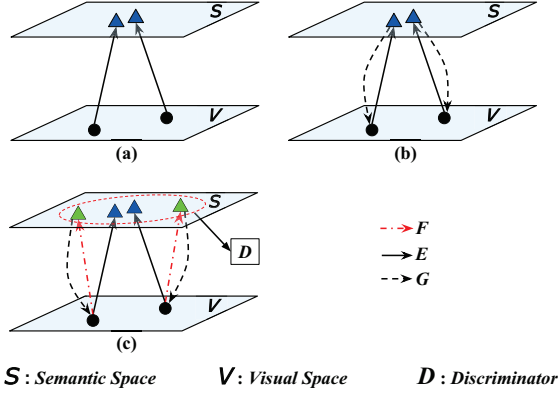 S
S
V
V
(a)
(b)
S
D
F
E
G
V
(c)
S : Semantic Space V : Visual Space D : Discriminator